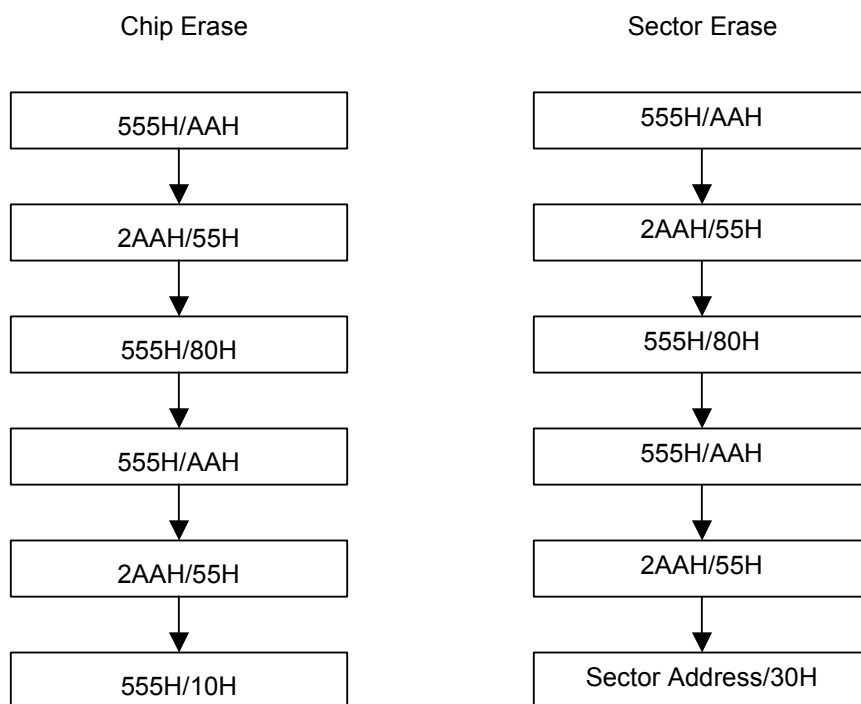 Chip Erase
555H/AAH
2AAH/55H
555H/80H
555H/AAH
2AAH/55H
555H/10H
Sector Erase
555H/AAH
2AAH/55H
555H/80H
555H/AAH
2AAH/55H
Sector Address/30H